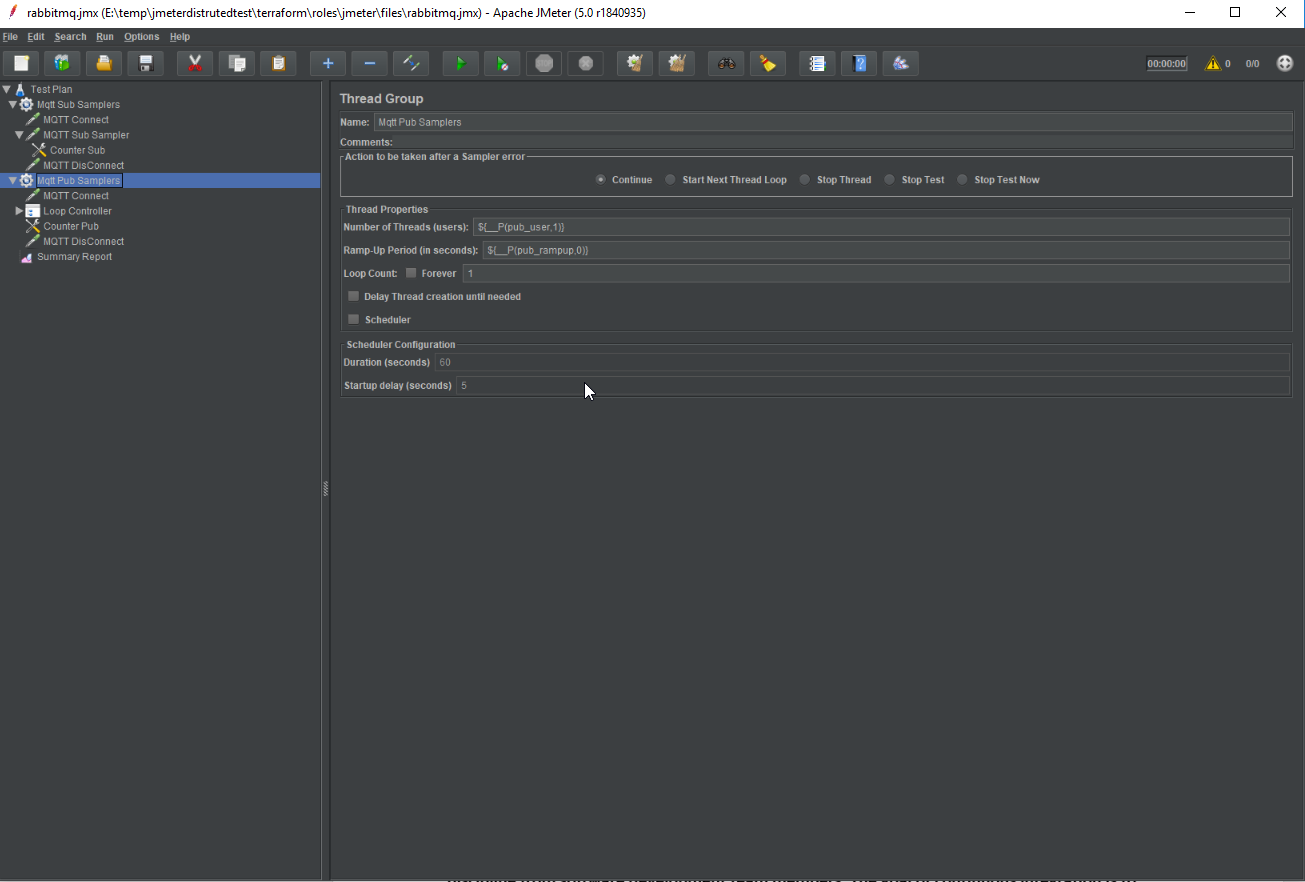 rabbitmq.jmx (E:\temp\jmeterdistrutedtest\terraform\roles\jmeter\files\rabbitmq.jmx) - Apache JMeter (5.0 r1840935)
File Edit Search Run Options Help
00:00:00 0 0/0
Test Plan
Mqtt Sub Samplers
MQTT Connect
MQTT Sub Sampler
Counter Sub
MQTT DisConnect
Mqtt Pub Samplers
MQTT Connect
Loop Controller
Counter Pub
MQTT DisConnect
Summary Report
Thread Group
Name: Mqtt Pub Samplers
Comments:
Action to be taken after a Sampler error
Continue Start Next Thread Loop Stop Thread Stop Test Stop Test Now
Thread Properties
Number of Threads (users): ${__P(pub_user,1)}
Ramp-Up Period (in seconds): ${__P(pub_rampup,0)}
Loop Count: Forever 1
Delay Thread creation until needed
Scheduler
Scheduler Configuration
Duration (seconds) 60
Startup delay (seconds) 5